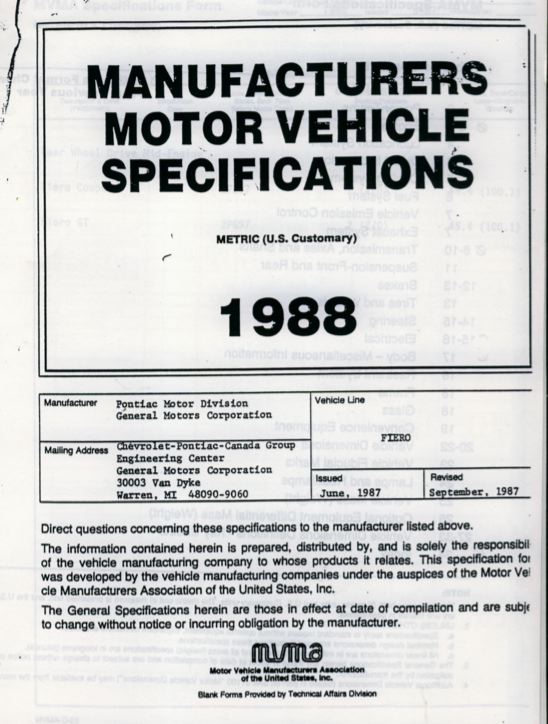 MANUFACTURERS
MOTOR VEHICLE
SPECIFICATIONS
METRIC (U.S. Customary)
1988
Manufacturer
Pontiac Motor Division
General Motors Corporation
Vehicle Line
FIERO
Mailing Address
Chevrolet-Pontiac-Canada Group
Engineering Center
General Motors Corporation
30003 Van Dyke
Warren, MI 48090-9060
Issued
June, 1987
Revised
September, 1987
Direct questions concerning these specifications to the manufacturer listed above.
The information contained herein is prepared, distributed by, and is solely the responsibil
of the vehicle manufacturing company to whose products it relates. This specification for
was developed by the vehicle manufacturing companies under the auspices of the Motor Vel
cle Manufacturers Association of the United States, Inc.
The General Specifications herein are those in effect at date of compilation and are subje
to change without notice or incurring obligation by the manufacturer.
mvma
Motor Vehicle Manufacturers Association
of the United States, Inc.
Blank Forms Provided by Technical Affairs Division